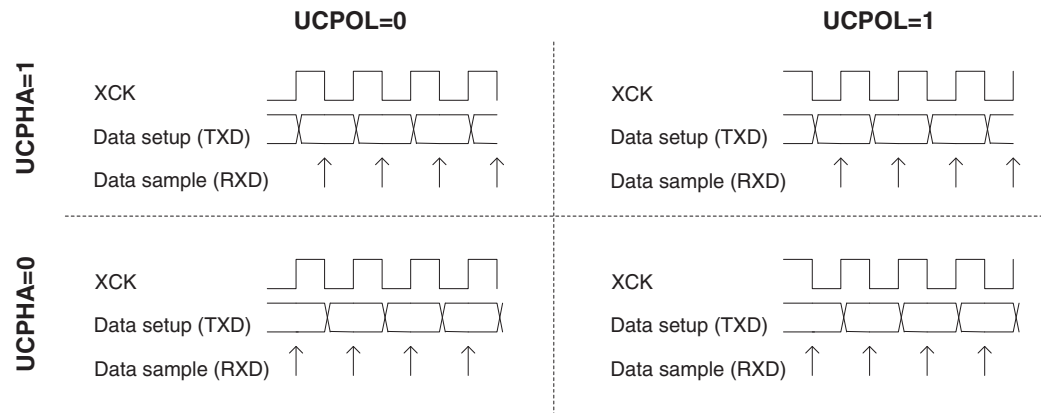 UCPOL=0
UCPOL=1
UCPHA=1
XCK
Data setup (TXD)
Data sample (RXD)
XCK
Data setup (TXD)
Data sample (RXD)
UCPHA=0
XCK
Data setup (TXD)
Data sample (RXD)
XCK
Data setup (TXD)
Data sample (RXD)